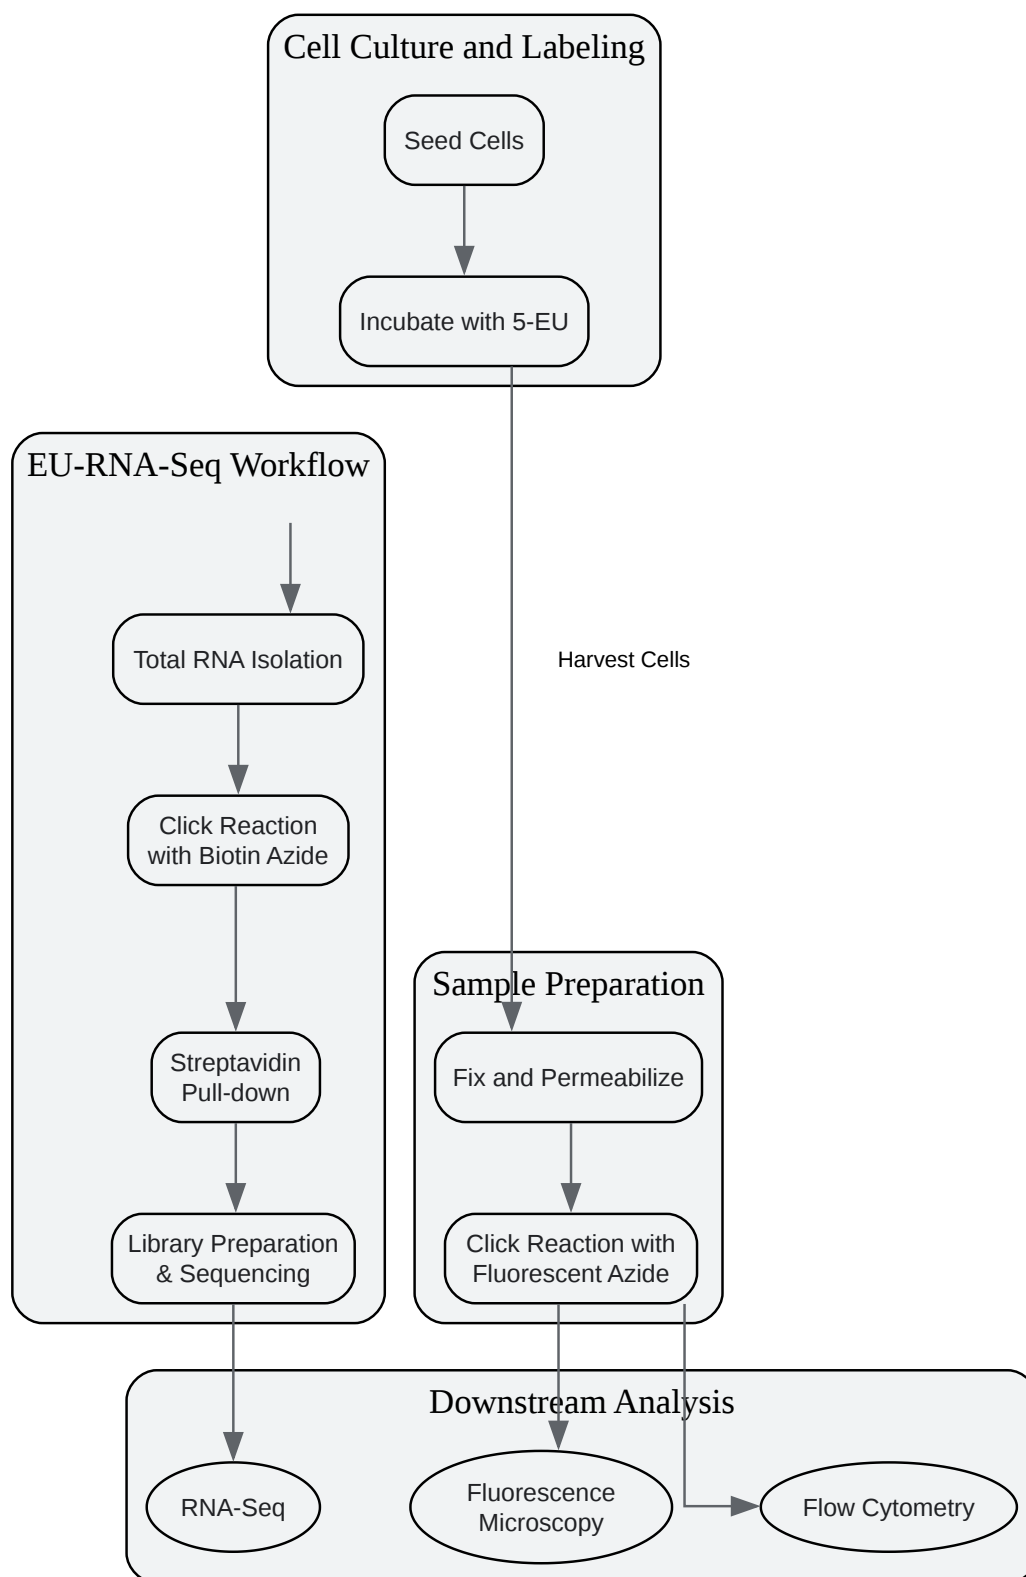 Cell Culture and Labeling
Seed Cells
Incubate with 5-EU
EU-RNA-Seq Workflow
Total RNA Isolation
Harvest Cells
Click Reaction
with Biotin Azide
Sample Preparation
Streptavidin
Pull-down
Fix and Permeabilize
Library Preparation
& Sequencing
Click Reaction with
Fluorescent Azide
Downstream Analysis
RNA-Seq
Fluorescence
Microscopy
Flow Cytometry